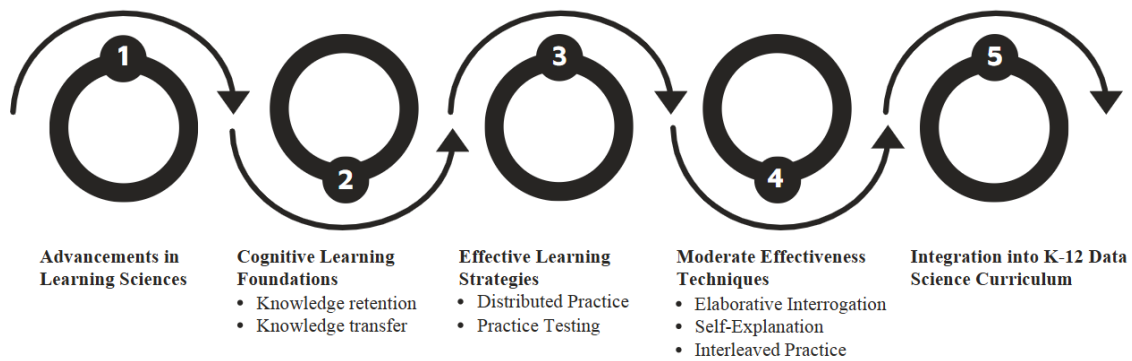 1
2
3
4
5
Advancements in
Learning Sciences
Cognitive Learning
Foundations
• Knowledge retention
• Knowledge transfer
Effective Learning
Strategies
• Distributed Practice
• Practice Testing
Moderate Effectiveness
Techniques
• Elaborative Interrogation
• Self-Explanation
• Interleaved Practice
Integration into K-12 Data
Science Curriculum